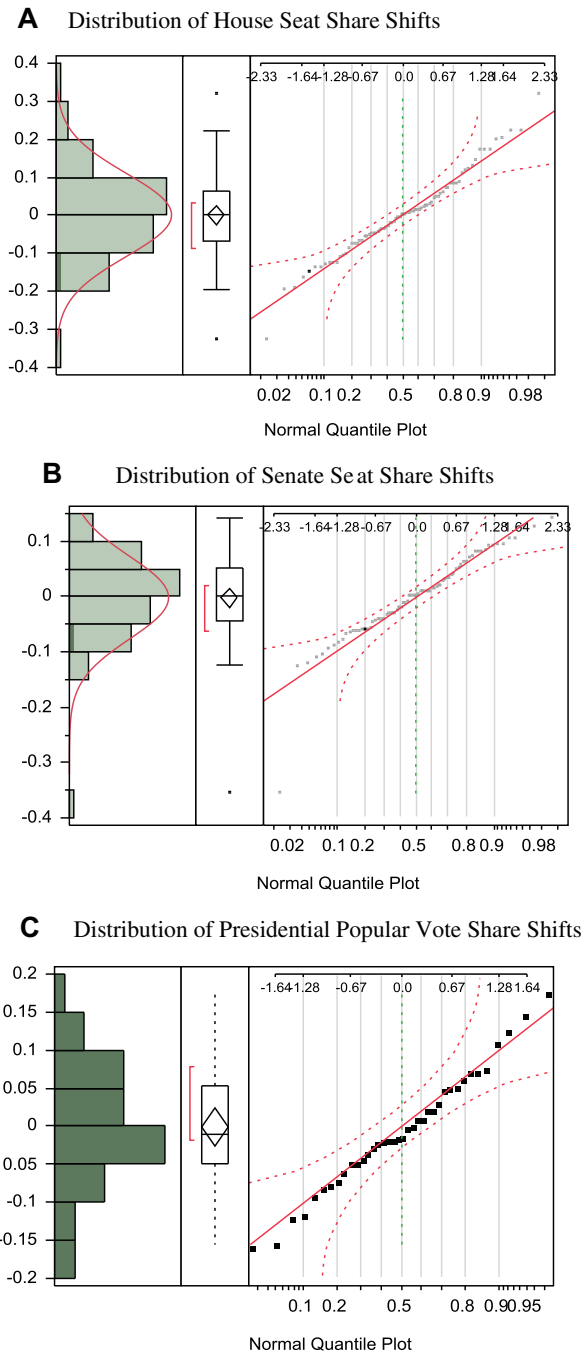 A Distribution of House Seat Share Shifts
0.4
0.3
0.2
0.1
0
-0.1
-0.2
-0.3
-0.4
-2.33 -1.64 -1.28 -0.67 0.0 0.67 1.28 1.64 2.33
0.02 0.1 0.2 0.5 0.8 0.9 0.98
Normal Quantile Plot
B Distribution of Senate Seat Share Shifts
0.1
0
-0.1
-0.2
-0.3
-0.4
-2.33 -1.64 -1.28 -0.67 0.0 0.67 1.28 1.64 2.33
0.02 0.1 0.2 0.5 0.8 0.9 0.98
Normal Quantile Plot
C Distribution of Presidential Popular Vote Share Shifts
0.2
0.15
0.1
0.05
0
0.05
-0.1
-0.15
-0.2
-1.64 -1.28 -0.67 0.0 0.67 1.28 1.64
0.1 0.2 0.5 0.8 0.9 0.95
Normal Quantile Plot